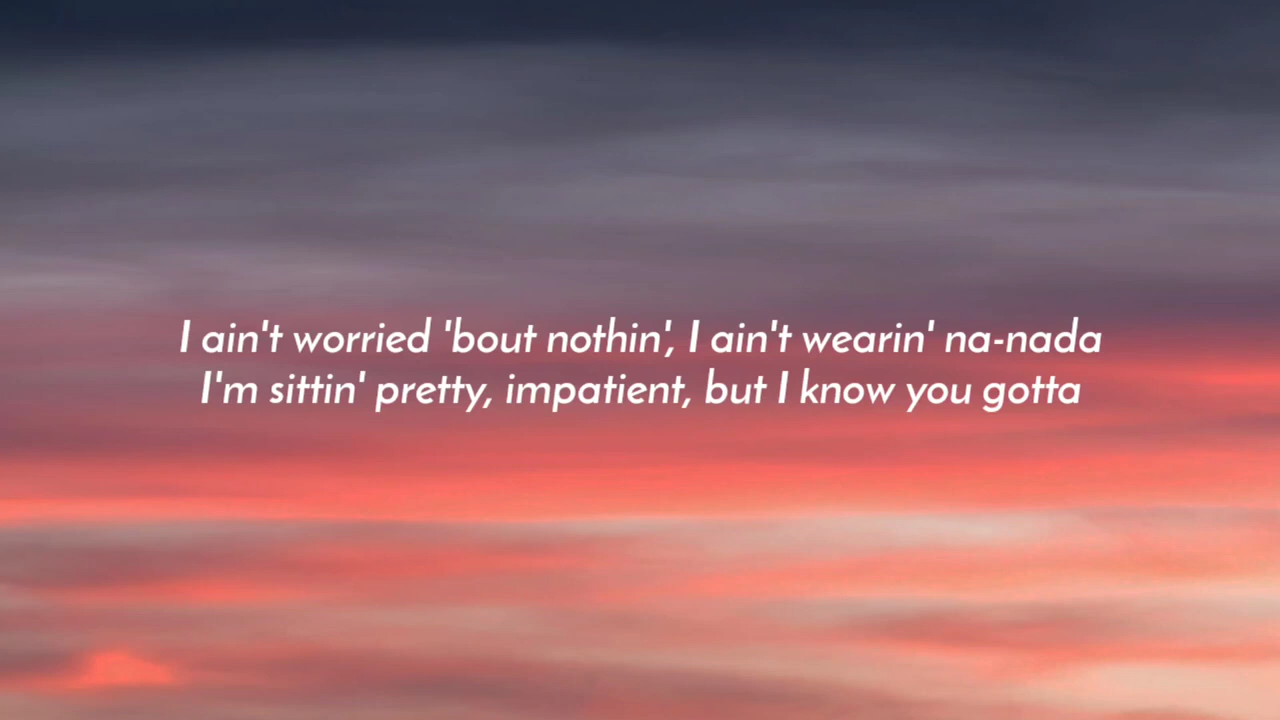 I ain't worried 'bout nothin', I ain't wearin' na-nada
I'm sittin' pretty, impatient, but I know you gotta